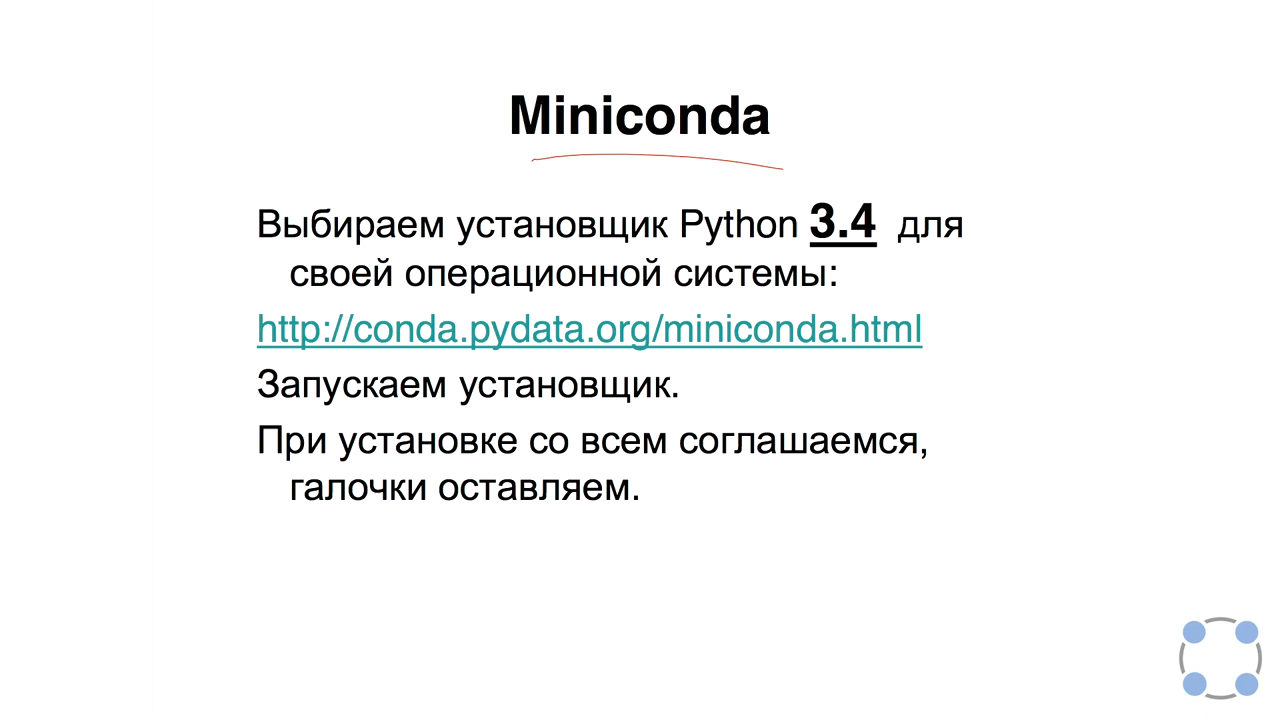 Miniconda
Выбираем установщик Python 3.4 для
своей операционной системы:
http://conda.pydata.org/miniconda.html
Запускаем установщик.
При установке со всем соглашаемся,
галочки оставляем.